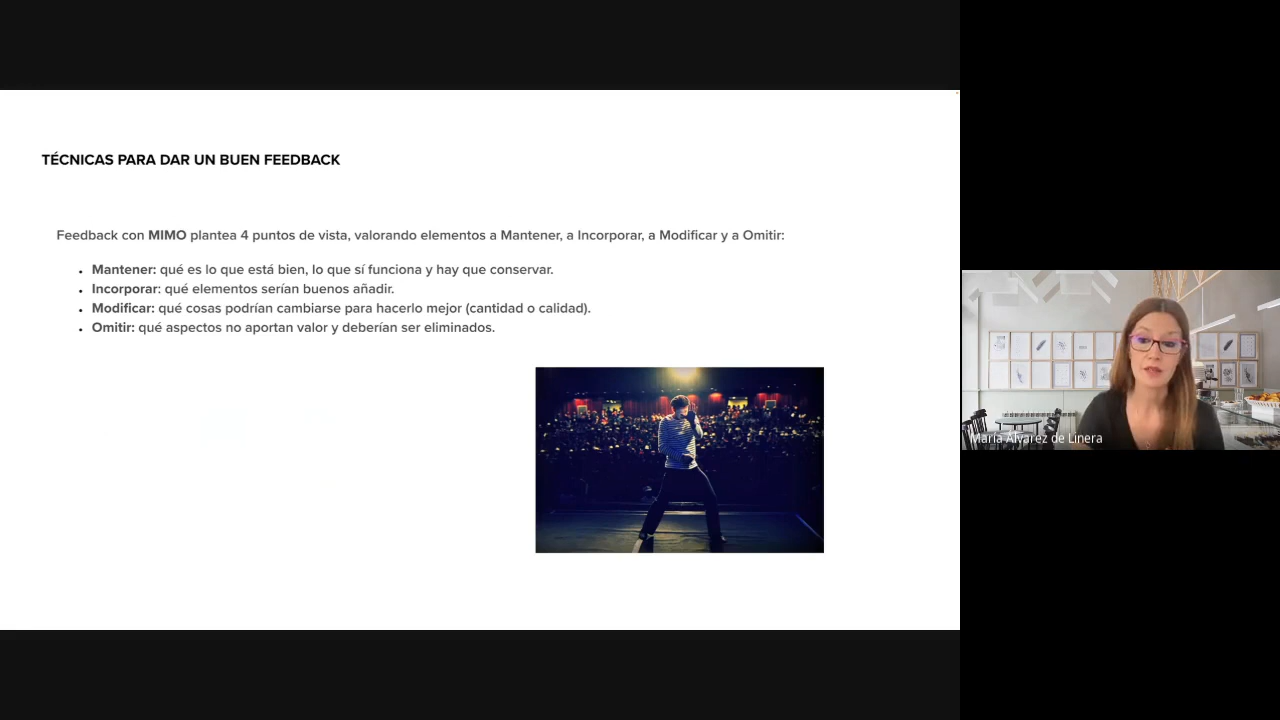 TÉCNICAS PARA DAR UN BUEN FEEDBACK
Feedback con MIMO plantea 4 puntos de vista, valorando elementos a Mantener, a Incorporar, a Modificar y a Omitir:
• Mantener: qué es lo que está bien, lo que sí funciona y hay que conservar.
• Incorporar: qué elementos serían buenos añadir.
• Modificar: qué cosas podrían cambiarse para hacerlo mejor (cantidad o calidad).
• Omitir: qué aspectos no aportan valor y deberían ser eliminados.
María Álvarez de Linera